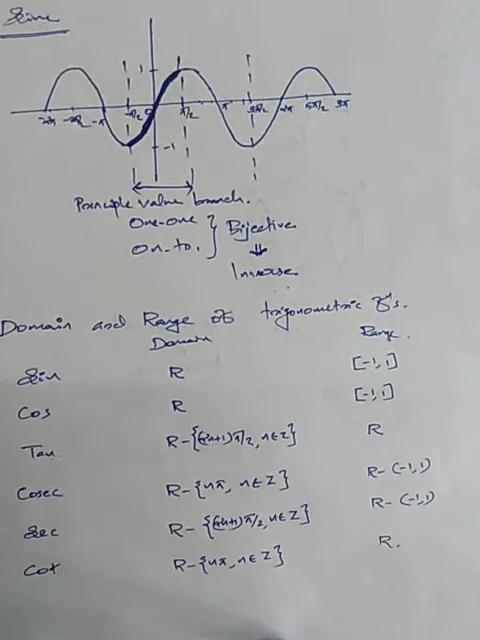 Sine
1
-2π -3π/2 -π -π/2 0 π/2 π 3π/2 2π 5π/2 3π
-1
Principle value branch.
One-one
On-to. } Bijective
⇓
Inverse
Domain and Range of trigonometric f's.
Domain Range.
Sin R [-1,1]
Cos R [-1,1]
Tan R-{(2n+1)π/2, n∈Z} R
Cosec R-{nπ, n∈Z} R-(-1,1)
Sec R-{(2n+1)π/2, n∈Z} R-(-1,1)
Cot R-{nπ, n∈Z} R.